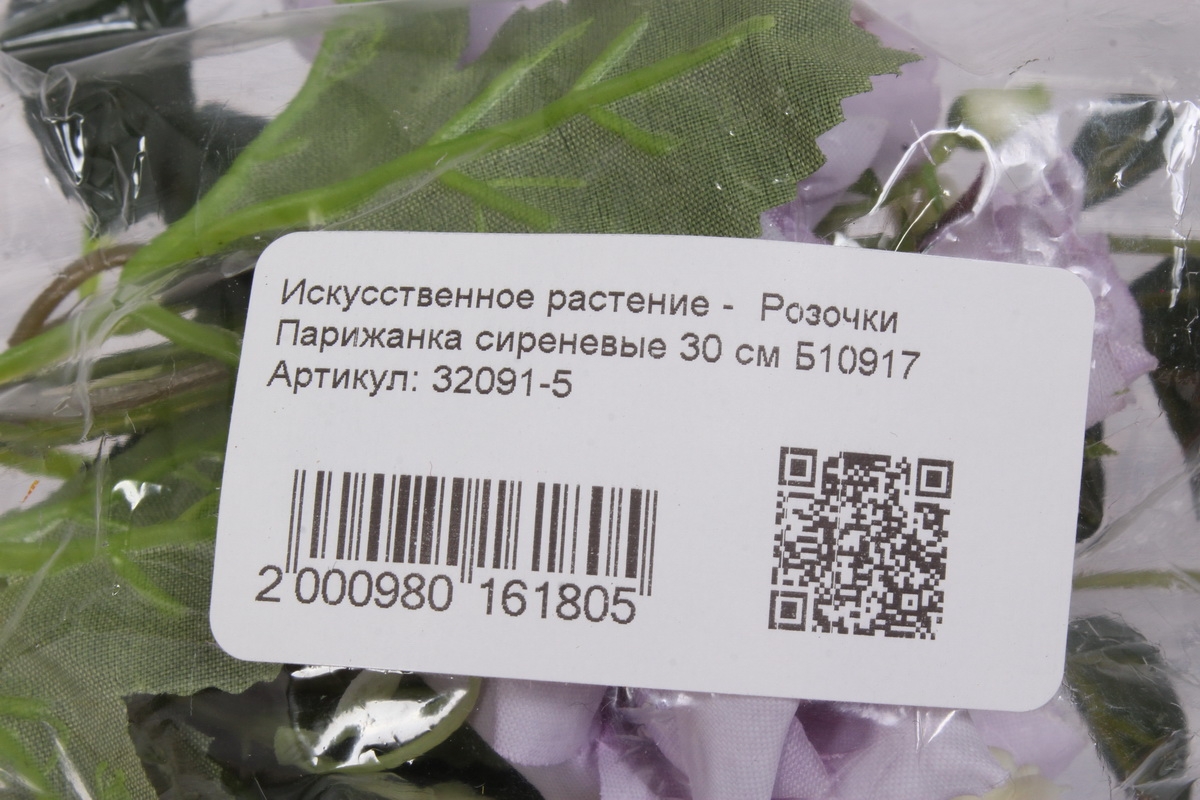 Искусственное растение - Розочки
Парижанка сиреневые 30 см Б10917
Артикул: 32091-5
2 000980 161805